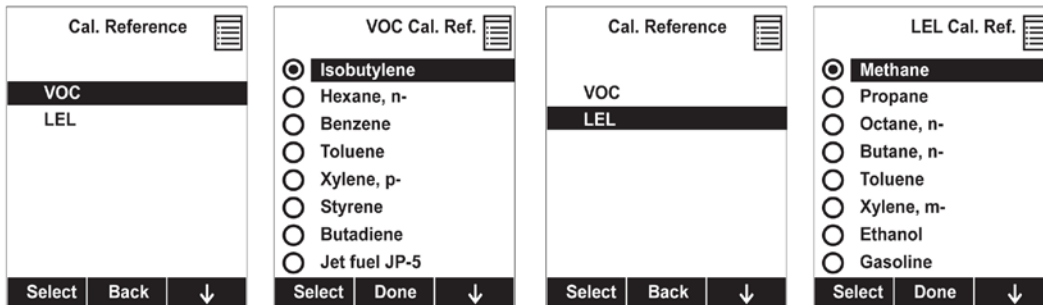 Cal. Reference
VOC
LEL
Select Back ↓
VOC Cal. Ref.
Isobutylene
Hexane, n-
Benzene
Toluene
Xylene, p-
Styrene
Butadiene
Jet fuel JP-5
Select Done ↓
Cal. Reference
VOC
LEL
Select Back ↓
LEL Cal. Ref.
Methane
Propane
Octane, n-
Butane, n-
Toluene
Xylene, m-
Ethanol
Gasoline
Select Done ↓